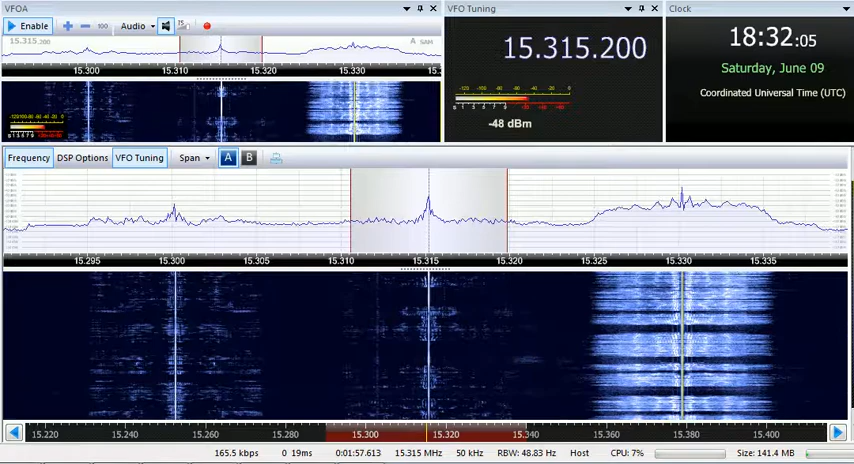 VFOA
Enable 100 Audio
15.315.200 A SAM
15.300 15.310 15.320 15.330
VFO Tuning
15.315.200
-48 dBm
Clock
18:32:05
Saturday, June 09
Coordinated Universal Time (UTC)
Frequency DSP Options VFO Tuning Span A B
15.295 15.300 15.305 15.310 15.315 15.320 15.325 15.330 15.335
15.220 15.240 15.260 15.280 15.300 15.320 15.340 15.360 15.380 15.400
165.5 kbps 0 19ms 0:01:57.613 15.315 MHz 50 kHz RBW: 48.83 Hz Host CPU: 7% Size: 141.4 MB